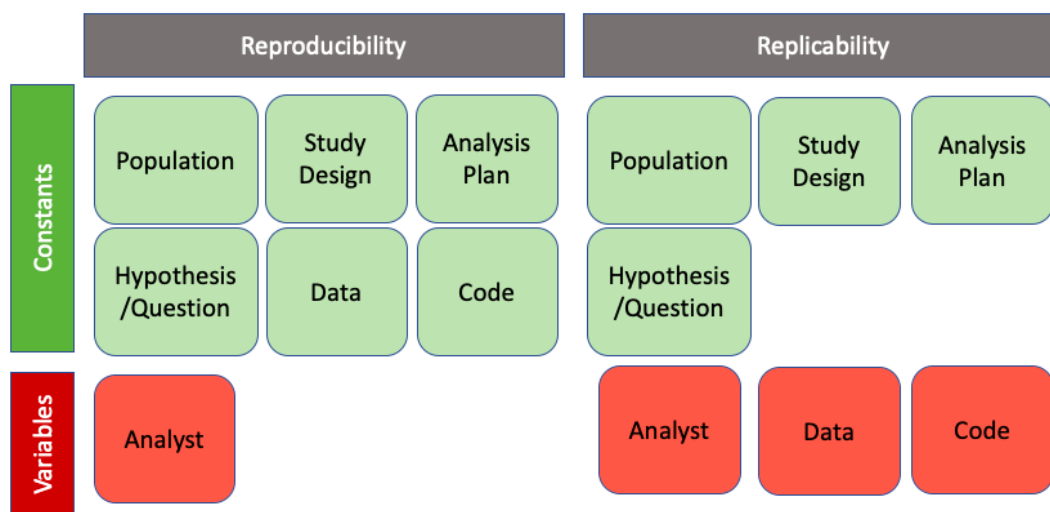 Reproducibility
Replicability
Constants
Population
Study
Design
Analysis
Plan
Population
Study
Design
Analysis
Plan
Hypothesis
/Question
Data
Code
Hypothesis
/Question
Variables
Analyst
Analyst
Data
Code